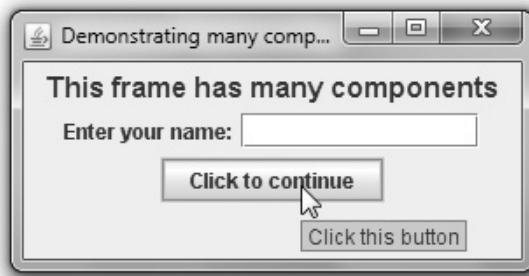 Demonstrating many comp...
This frame has many components
Enter your name:
Click to continue
Click this button